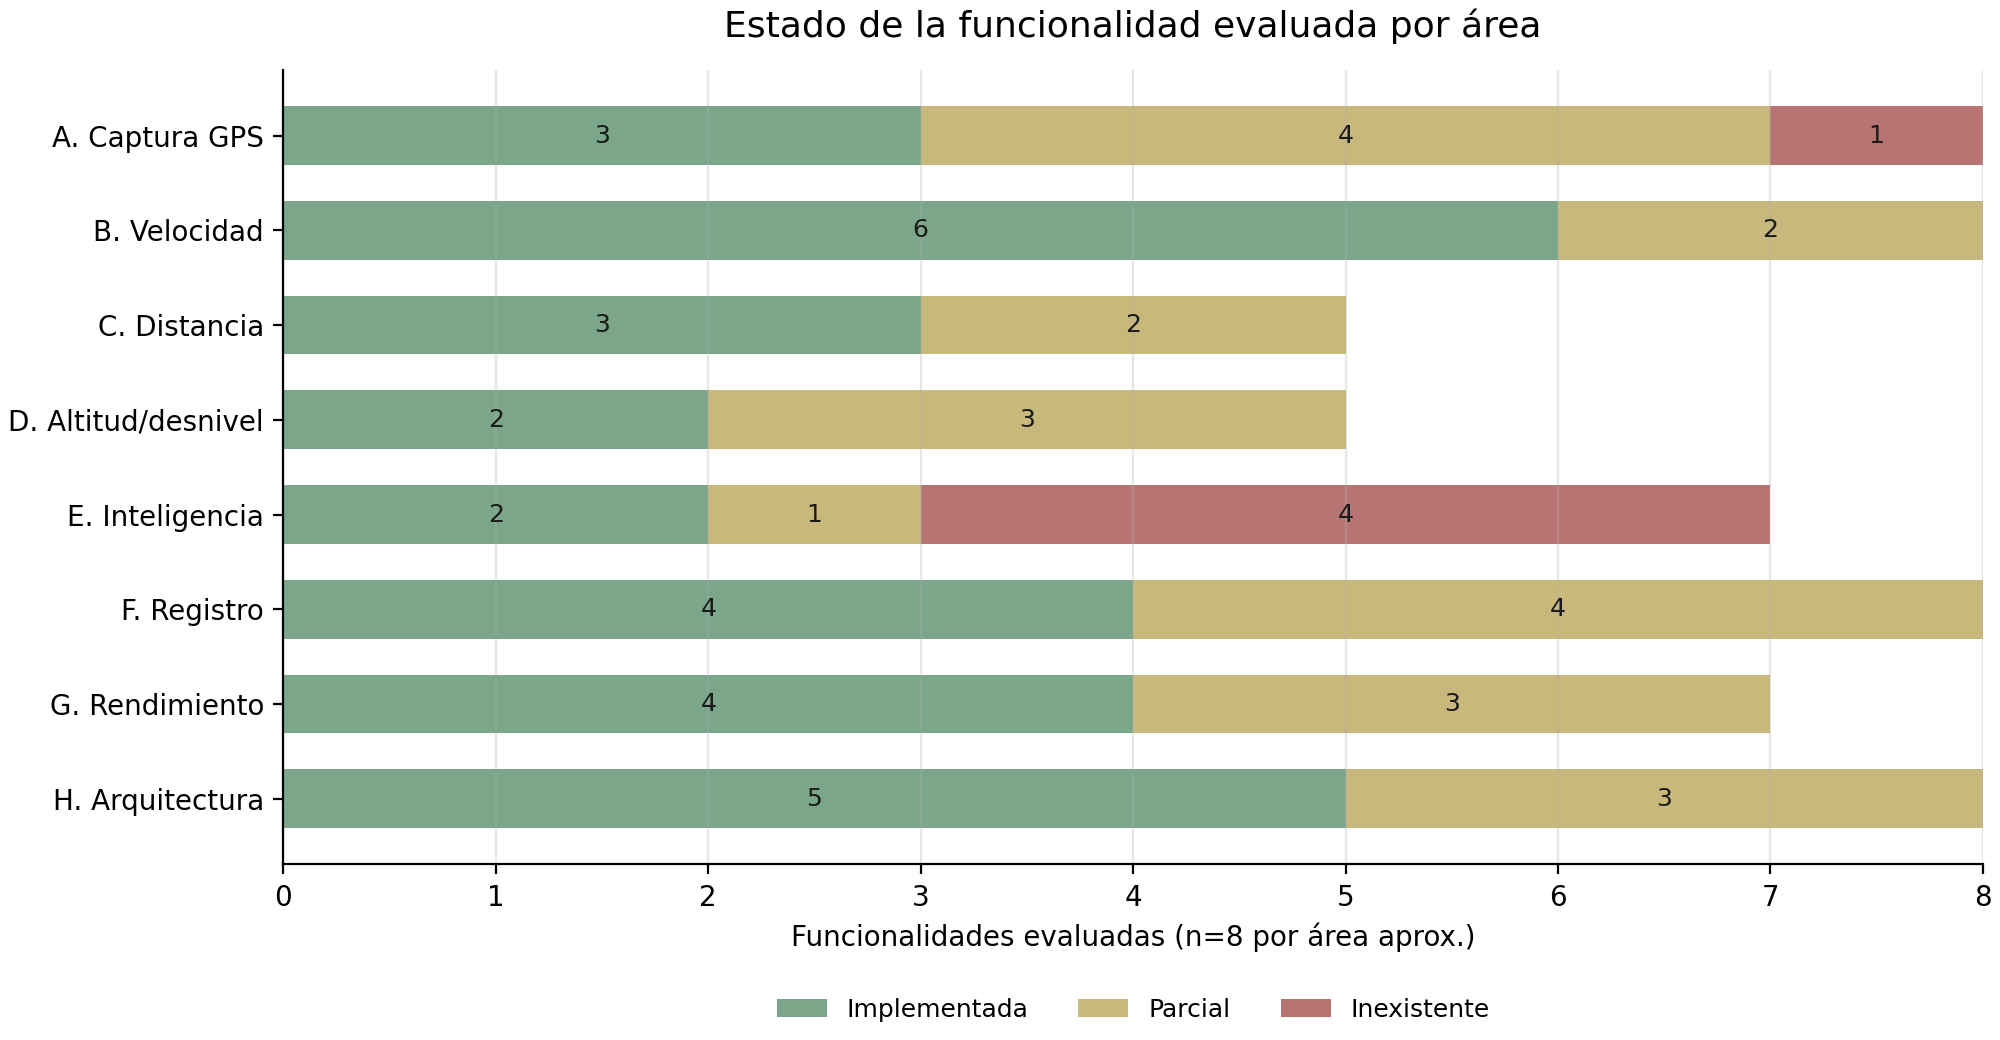 Estado de la funcionalidad evaluada por área
A. Captura GPS 3 4 1
B. Velocidad 6 2
C. Distancia 3 2
D. Altitud/desnivel 2 3
E. Inteligencia 2 1 4
F. Registro 4 4
G. Rendimiento 4 3
H. Arquitectura 5 3
0 1 2 3 4 5 6 7 8
Funcionalidades evaluadas (n=8 por área aprox.)
Implementada Parcial Inexistente